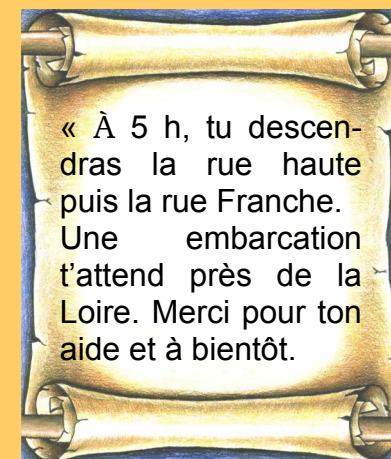 « À 5 h, tu descen-
dras la rue haute
puis la rue Franche.
Une embarcation
t’attend près de la
Loire. Merci pour ton
aide et à bientôt.